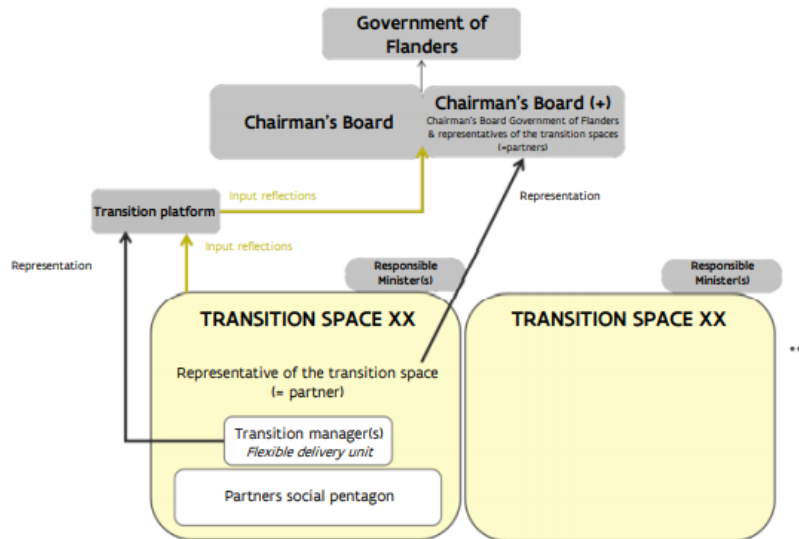 Government of
Flanders
Chairman's Board
Chairman's Board (+)
Chairman's Board Government of Flanders
& representatives of the transition spaces
(=partners)
Input reflections
Representation
Transition platform
Input reflections
Representation
Responsible
Minister(s)
Responsible
Minister(s)
TRANSITION SPACE XX
TRANSITION SPACE XX
...
Representative of the transition space
(= partner)
Transition manager(s)
Flexible delivery unit
Partners social pentagon